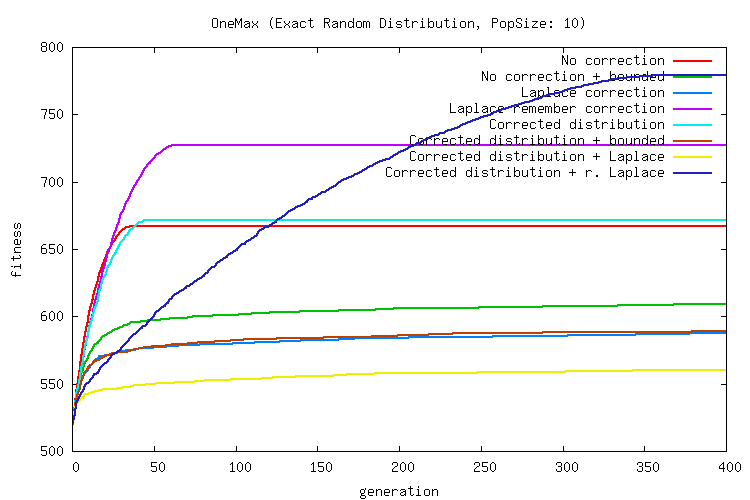 OneMax (Exact Random Distribution, PopSize: 10)
800
750
700
650
600
550
500
fitness
No correction
No correction + bounded
Laplace correction
Laplace remember correction
Corrected distribution
Corrected distribution + bounded
Corrected distribution + Laplace
Corrected distribution + r. Laplace
0 50 100 150 200 250 300 350 400
generation